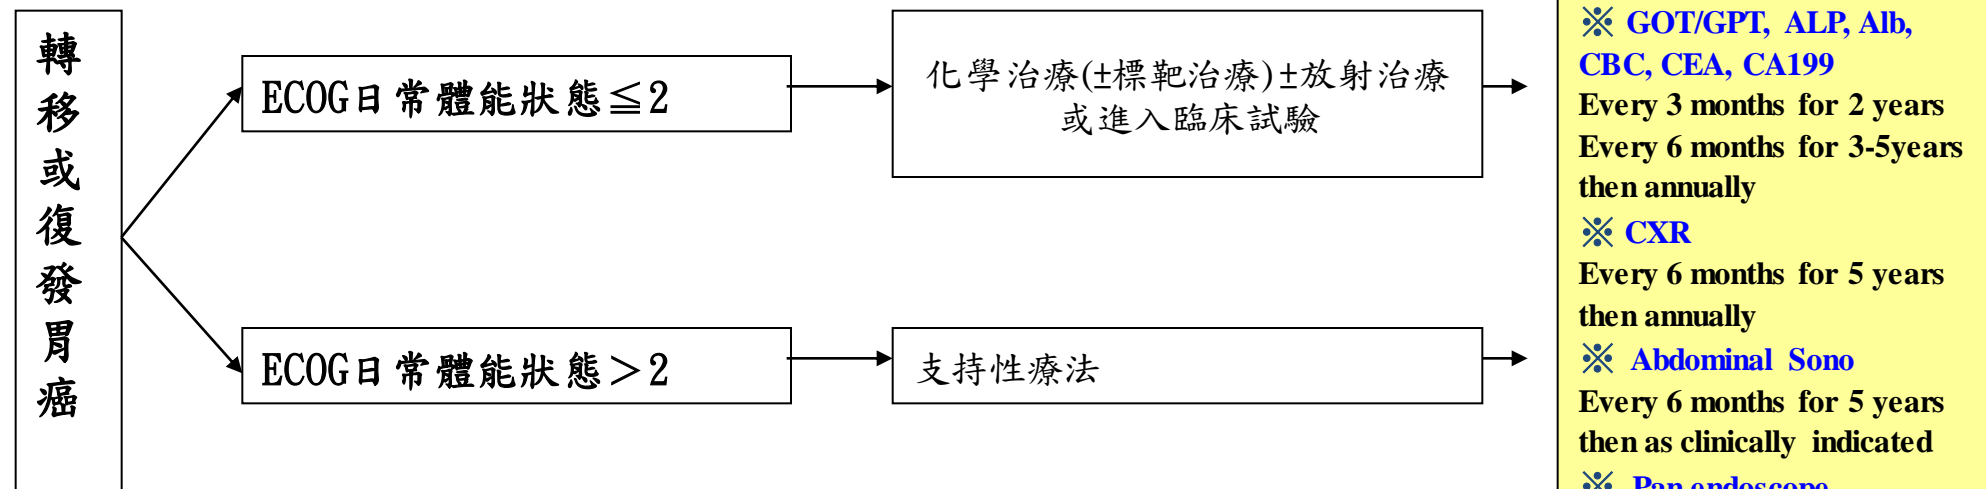 轉移或復發胃癌
ECOG日常體能狀態≦2
化學治療(±標靶治療)±放射治療
或進入臨床試驗
ECOG日常體能狀態＞2
支持性療法
※ GOT/GPT, ALP, Alb,
CBC, CEA, CA199
Every 3 months for 2 years
Every 6 months for 3-5years
then annually
※ CXR
Every 6 months for 5 years
then annually
※ Abdominal Sono
Every 6 months for 5 years
then as clinically indicated
※ Pan endoscope